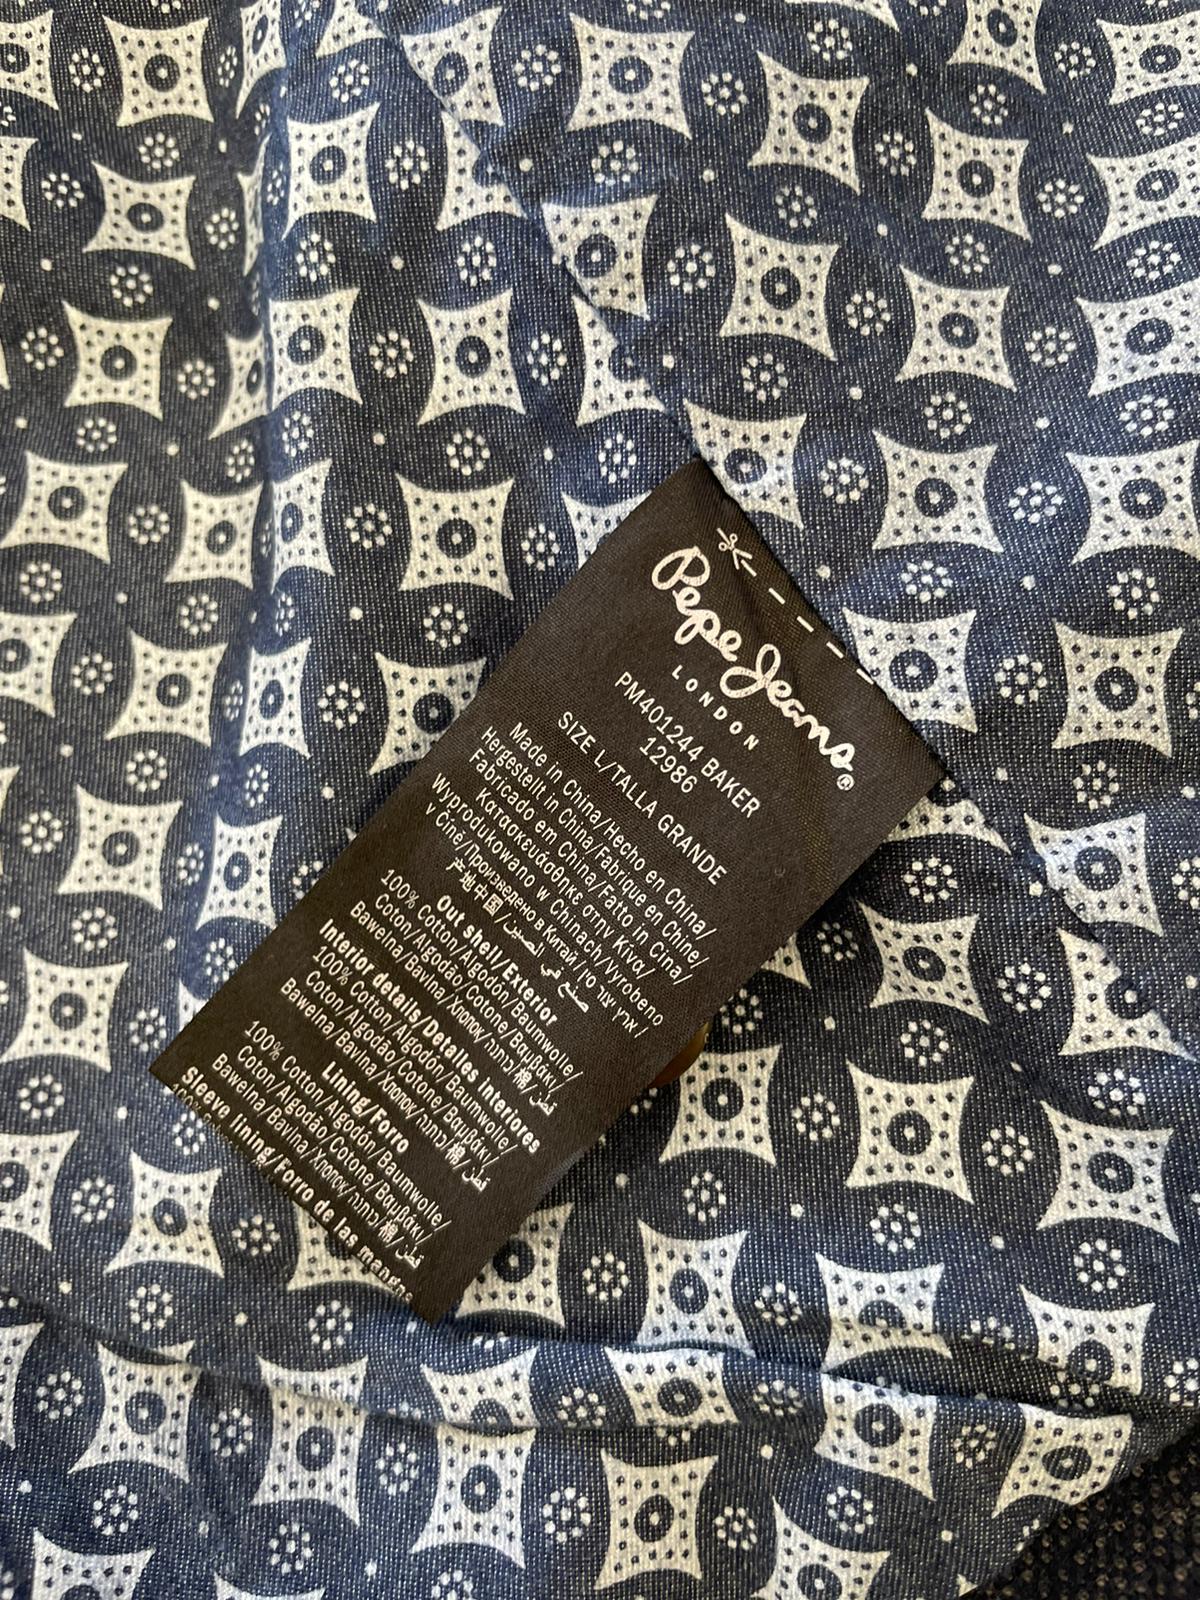 Pepe Jeans®
LONDON
PM401244 BAKER
12986
SIZE L/TALLA GRANDE
Made in China/Hecho en China/
Hergestellt in China/Fabriqué en Chine/
Fabricado em China/Fatto in Cina/
Κατασκευάσθηκε στην Κίνα/
Wyprodukowano w Chinach/Vyrobeno
v Číně/Произведено в Китай/ארץ יצור סין/
产地中国/صنع في الصين
Out shell/Exterior
100% Cotton/Algodón/Baumwolle/
Coton/Algodão/Cotone/Βαμβάκι/
Bawełna/Bavlna/Хлопок/כותנה/棉/قطن
Interior details/Detalles interiores
100% Cotton/Algodón/Baumwolle/
Coton/Algodão/Cotone/Βαμβάκι/
Bawełna/Bavlna/Хлопок/כותנה/棉/قطن
Lining/Forro
100% Cotton/Algodón/Baumwolle/
Coton/Algodão/Cotone/Βαμβάκι/
Bawełna/Bavlna/Хлопок/כותנה/棉/قطن
Sleeve lining/Forro de las mangas